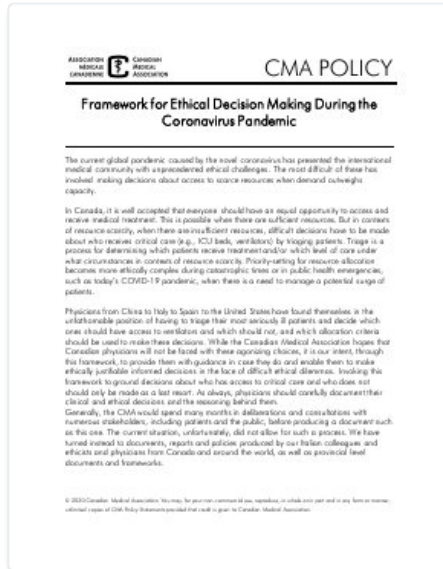 ASSOCIATION MÉDICALE CANADIENNE
CANADIAN MEDICAL ASSOCIATION
CMA POLICY
Framework for Ethical Decision Making During the
Coronavirus Pandemic
The current global pandemic caused by the novel coronavirus has presented the international
medical community with unprecedented ethical challenges. The most difficult of these has
involved making decisions about access to scarce resources when demand outweighs
capacity.
In Canada, it is well accepted that everyone should have an equal opportunity to access and
receive medical treatment. This is possible when there are sufficient resources. But in contexts
of resource scarcity, when there are insufficient resources, difficult decisions have to be made
about who receives critical care (e.g., ICU beds, ventilators) by triaging patients. Triage is a
process for determining which patients receive treatment and/or which level of care under
what circumstances in contexts of resource scarcity. Priority-setting for resource allocation
becomes more ethically complex during catastrophic times or in public health emergencies,
such as today's COVID-19 pandemic, when there is a need to manage a potential surge of
patients.
Physicians from China to Italy to Spain to the United States have found themselves in the
unfathomable position of having to triage their most seriously ill patients and decide which
ones should have access to ventilators and which should not, and which allocation criteria
should be used to make these decisions. While the Canadian Medical Association hopes that
Canadian physicians will not be faced with these agonizing choices, it is our intent, through
this framework, to provide them with guidance in case they do and enable them to make
ethically justifiable informed decisions in the face of difficult ethical dilemmas. Invoking this
framework to ground decisions about who has access to critical care and who does not
should only be made as a last resort. As always, physicians should carefully document their
clinical and ethical decisions and the reasoning behind them.
Generally, the CMA would spend many months in deliberations and consultations with
numerous stakeholders, including patients and the public, before producing a document such
as this one. The current situation, unfortunately, did not allow for such a process. We have
turned instead to documents, reports and policies produced by our Italian colleagues and
ethicists and physicians from Canada and around the world, as well as provincial level
documents and frameworks.
© 2020 Canadian Medical Association. You may, for your non-commercial use, reproduce, in whole or in part and in any form or manner,
unlimited copies of CMA Policy Statements provided that credit is given to Canadian Medical Association.